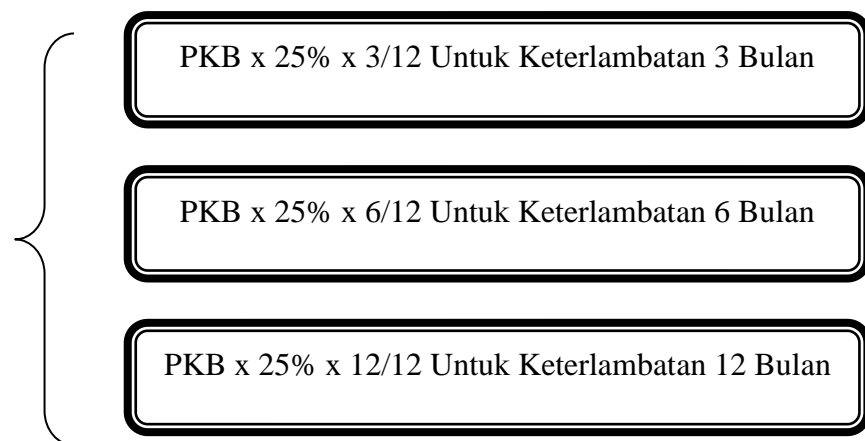 PKB x 25% x 3/12 Untuk Keterlambatan 3 Bulan
PKB x 25% x 6/12 Untuk Keterlambatan 6 Bulan
PKB x 25% x 12/12 Untuk Keterlambatan 12 Bulan